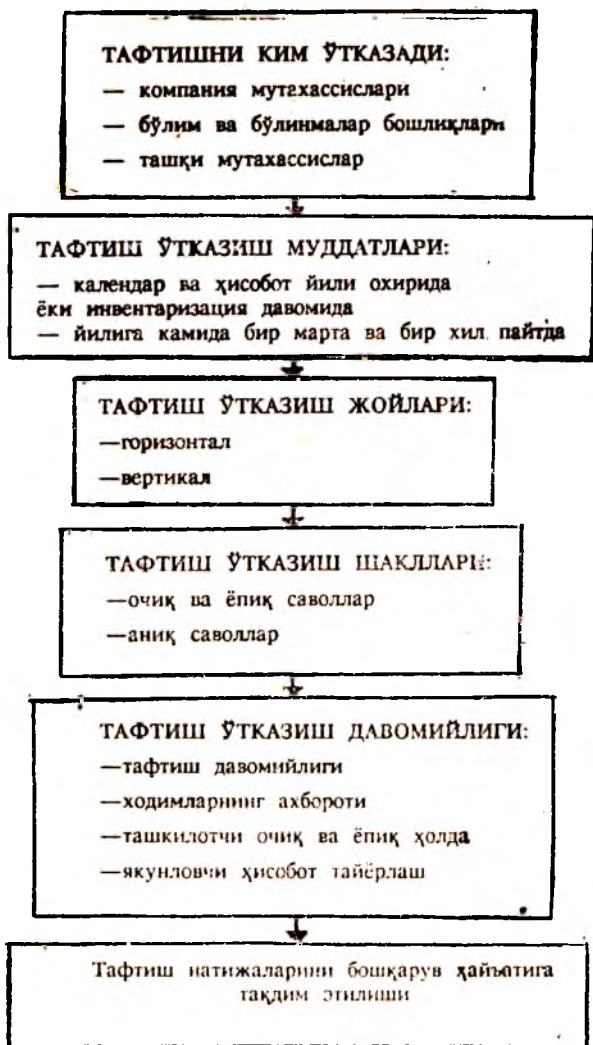 ТАФТИШНИ КИМ ЎТКАЗАДИ:
— компания мутахассислари
— бўлим ва бўлинмалар бошлиқлари
— ташқи мутахассислар
ТАФТИШ ЎТКАЗИШ МУДДАТЛАРИ:
— календар ва ҳисобот йили охирида
ёки инвентаризация давомида
— йилига камида бир марта ва бир хил пайтда
ТАФТИШ ЎТКАЗИШ ЖОЙЛАРИ:
—горизонтал
—вертикал
ТАФТИШ ЎТКАЗИШ ШАКЛЛАРИ:
—очиқ ва ёпиқ саволлар
—аниқ саволлар
ТАФТИШ ЎТКАЗИШ ДАВОМИЙЛИГИ:
—тафтиш давомийлиги
—ходимларнинг ахбороти
—ташкилотчи очиқ ва ёпиқ ҳолда
—якунловчи ҳисобот тайёрлаш
Тафтиш натижаларини бошқарув ҳайъатига
тақдим этилиши